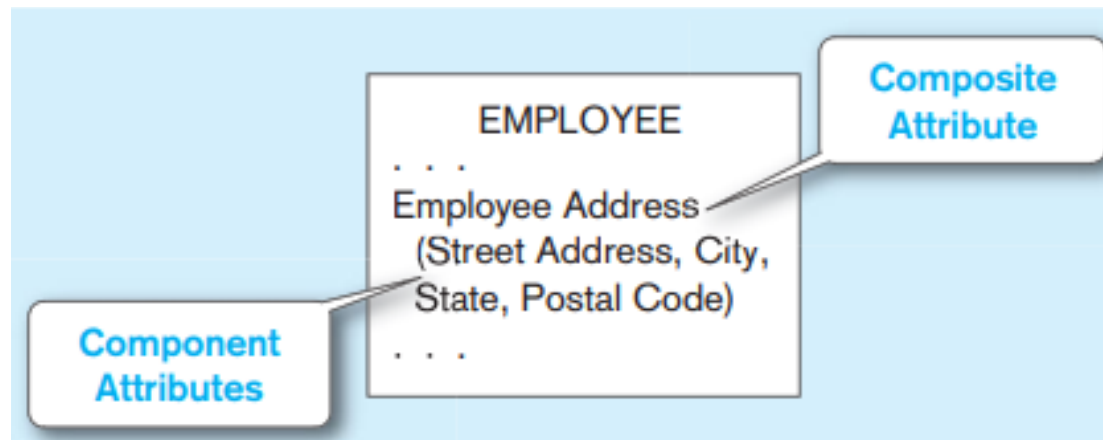 Composite
Attribute
EMPLOYEE
. . .
Employee Address
(Street Address, City,
State, Postal Code)
. . .
Component
Attributes